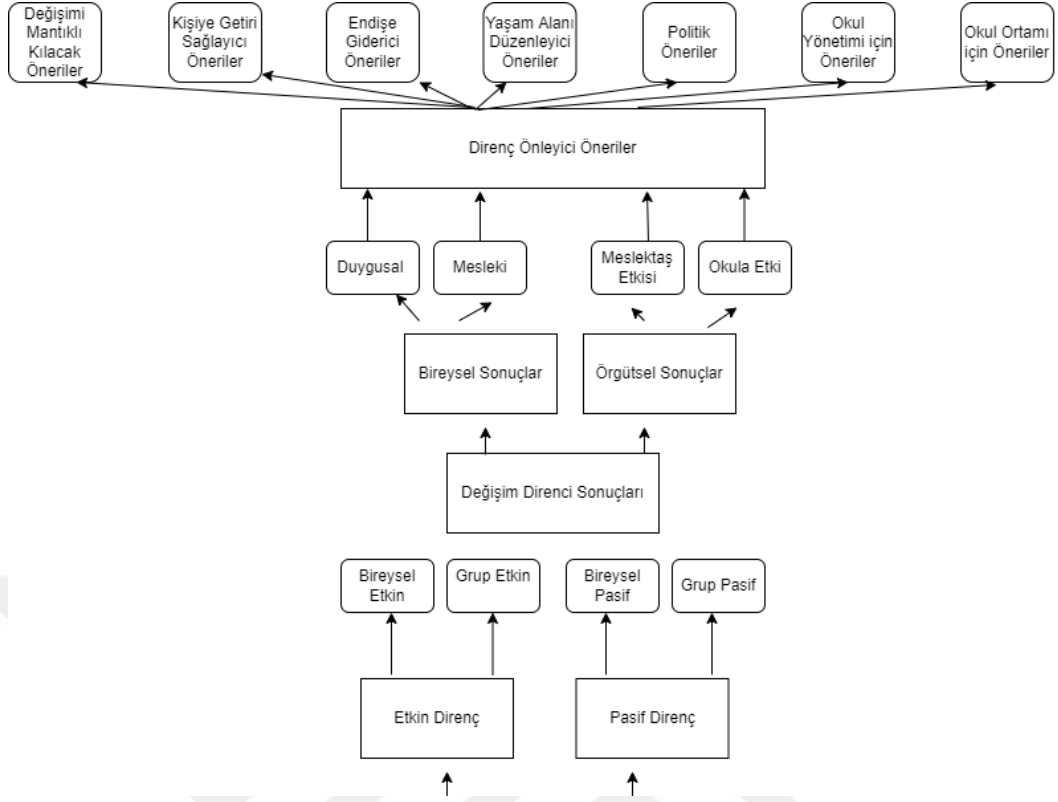 Değişimi
Mantıklı
Kılacak
Öneriler
Kişiye Getiri
Sağlayıcı
Öneriler
Endişe
Giderici
Öneriler
Yaşam Alanı
Düzenleyici
Öneriler
Politik
Öneriler
Okul
Yönetimi için
Öneriler
Okul Ortamı
için Öneriler
Direnç Önleyici Öneriler
Duygusal
Mesleki
Meslektaş
Etkisi
Okula Etki
Bireysel Sonuçlar
Örgütsel Sonuçlar
Değişim Direnci Sonuçları
Bireysel
Etkin
Grup Etkin
Bireysel
Pasif
Grup Pasif
Etkin Direnç
Pasif Direnç